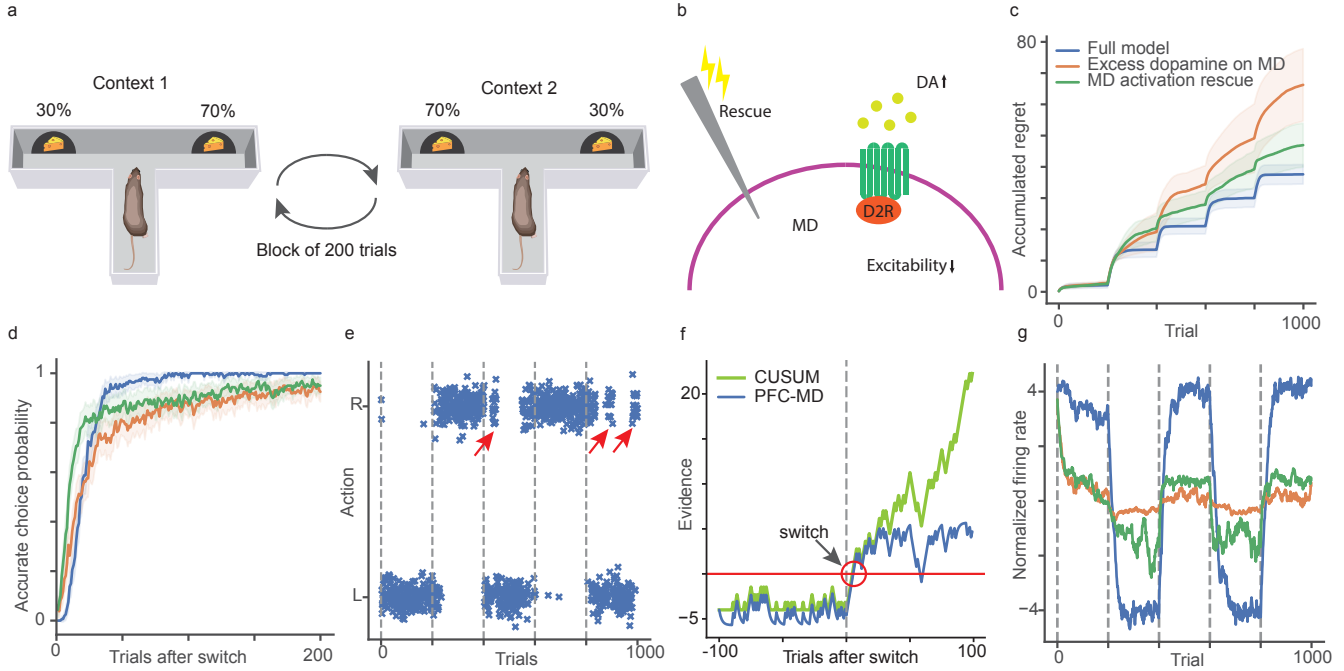 a
Context 1
30%
70%
Context 2
70%
30%
Block of 200 trials
b
Rescue
DA
D2R
MD
Excitability
c
80
Full model
Excess dopamine on MD
MD activation rescue
Accumulated regret
0
0
1000
Trial
d
1
Accurate choice probability
0
0
200
Trials after switch
e
R
Action
L
0
1000
Trials
f
CUSUM
PFC-MD
20
Evidence
switch
−5
-100
100
Trials after switch
g
4
Normalized firing rate
−4
0
1000
Trial